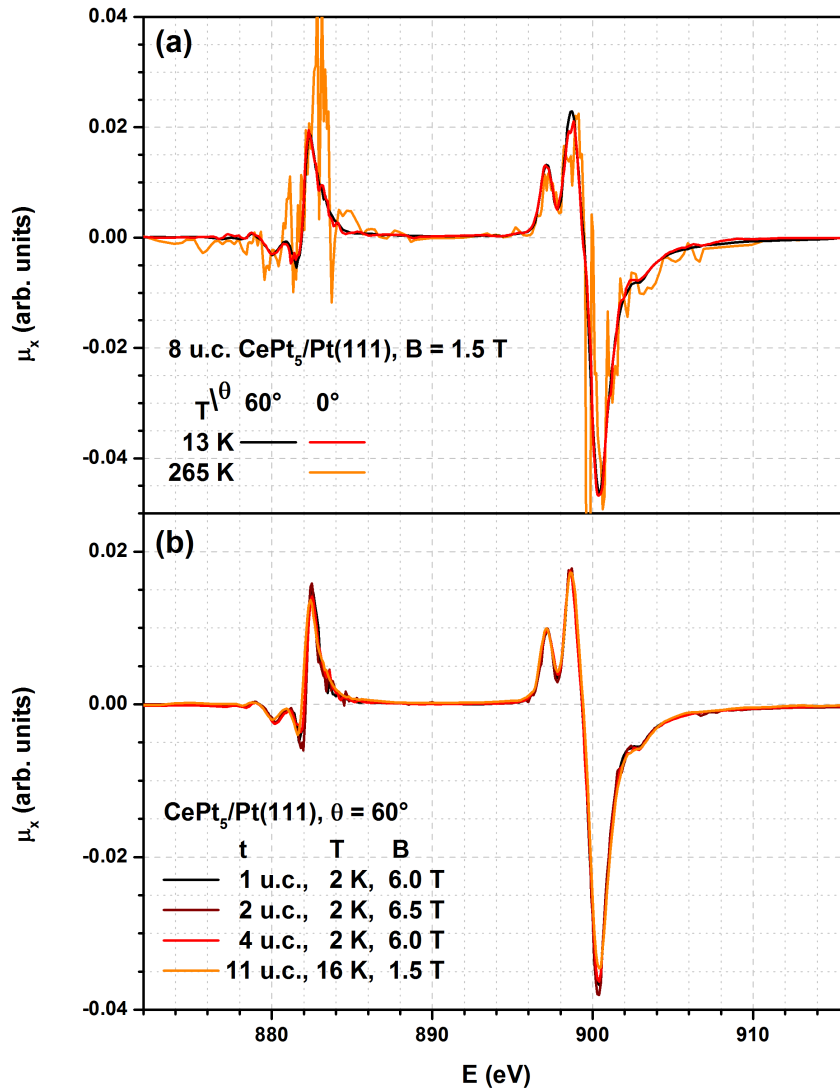 0.04
(a)
0.02
0.00
-0.02
-0.04
μx (arb. units)
8 u.c. CePt5/Pt(111), B = 1.5 T
T\θ 60° 0°
13 K
265 K
(b)
0.02
0.00
-0.02
-0.04
μx (arb. units)
CePt5/Pt(111), θ = 60°
t T B
1 u.c., 2 K, 6.0 T
2 u.c., 2 K, 6.5 T
4 u.c., 2 K, 6.0 T
11 u.c., 16 K, 1.5 T
880 890 900 910
E (eV)